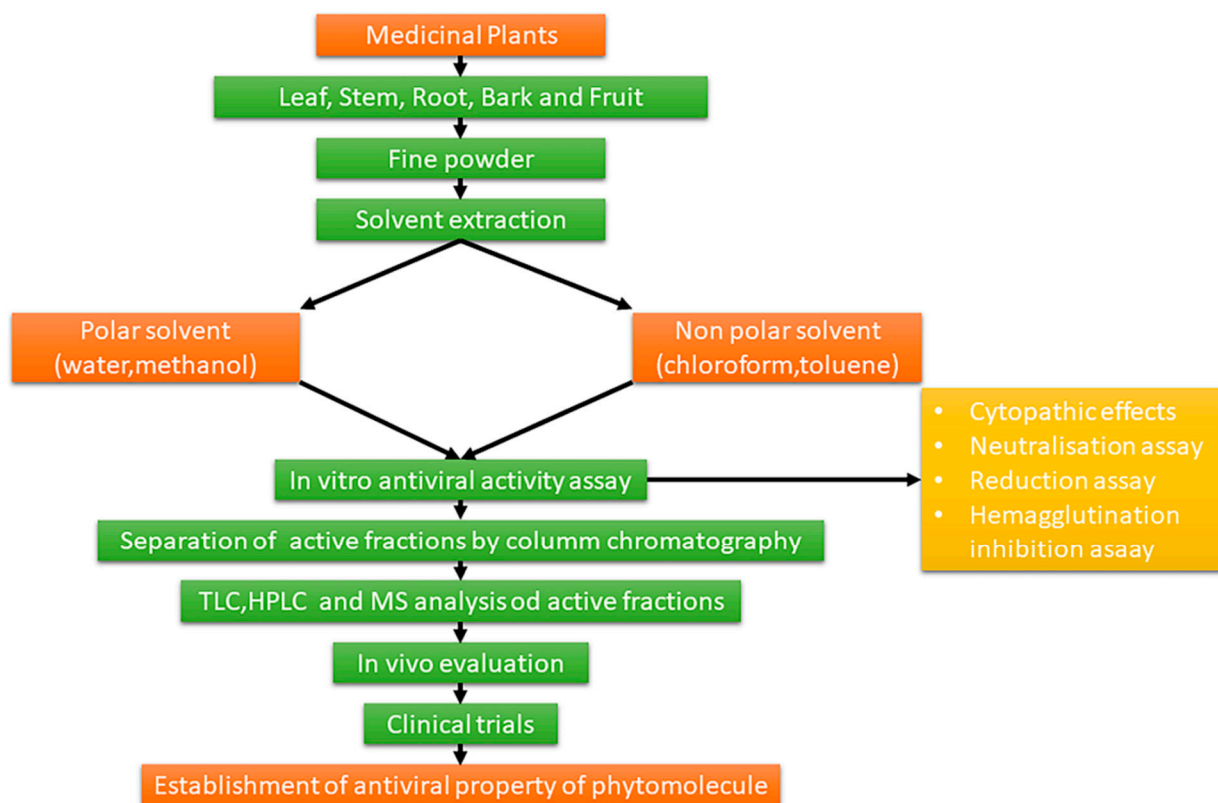 Medicinal Plants
Leaf, Stem, Root, Bark and Fruit
Fine powder
Solvent extraction
Polar solvent
(water,methanol)
Non polar solvent
(chloroform,toluene)
• Cytopathic effects
• Neutralisation assay
• Reduction assay
• Hemagglutination
inhibition asaay
In vitro antiviral activity assay
Separation of active fractions by columm chromatography
TLC,HPLC and MS analysis od active fractions
In vivo evaluation
Clinical trials
Establishment of antiviral property of phytomolecule